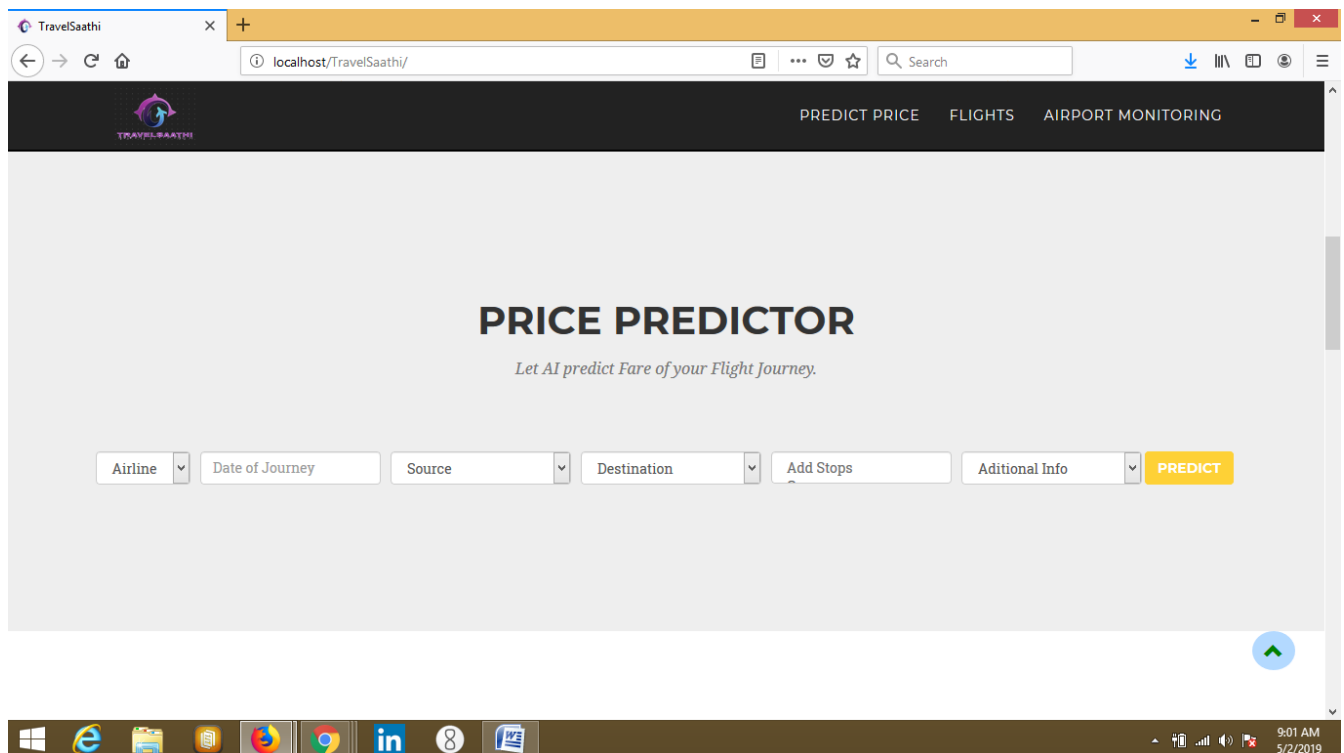 TravelSaathi
localhost/TravelSaathi/
Search
TRAVELSAATHI
PREDICT PRICE FLIGHTS AIRPORT MONITORING
PRICE PREDICTOR
Let AI predict Fare of your Flight Journey.
Airline Date of Journey Source Destination Add Stops Aditional Info PREDICT
9:01 AM
5/2/2019